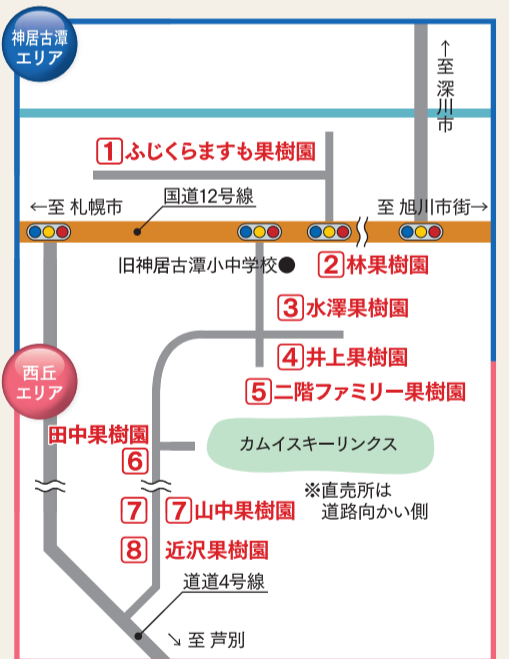 神居古潭
エリア
↑至 深川市
1 ふじくらますも果樹園
国道12号線
←至 札幌市
至 旭川市街→
旧神居古潭小中学校●
2 林果樹園
3 水澤果樹園
4 井上果樹園
5 二階ファミリー果樹園
西丘
エリア
田中果樹園
6
カムイスキーリンクス
※直売所は
道路向かい側
7 7 山中果樹園
8 近沢果樹園
道道4号線
↘ 至 芦別